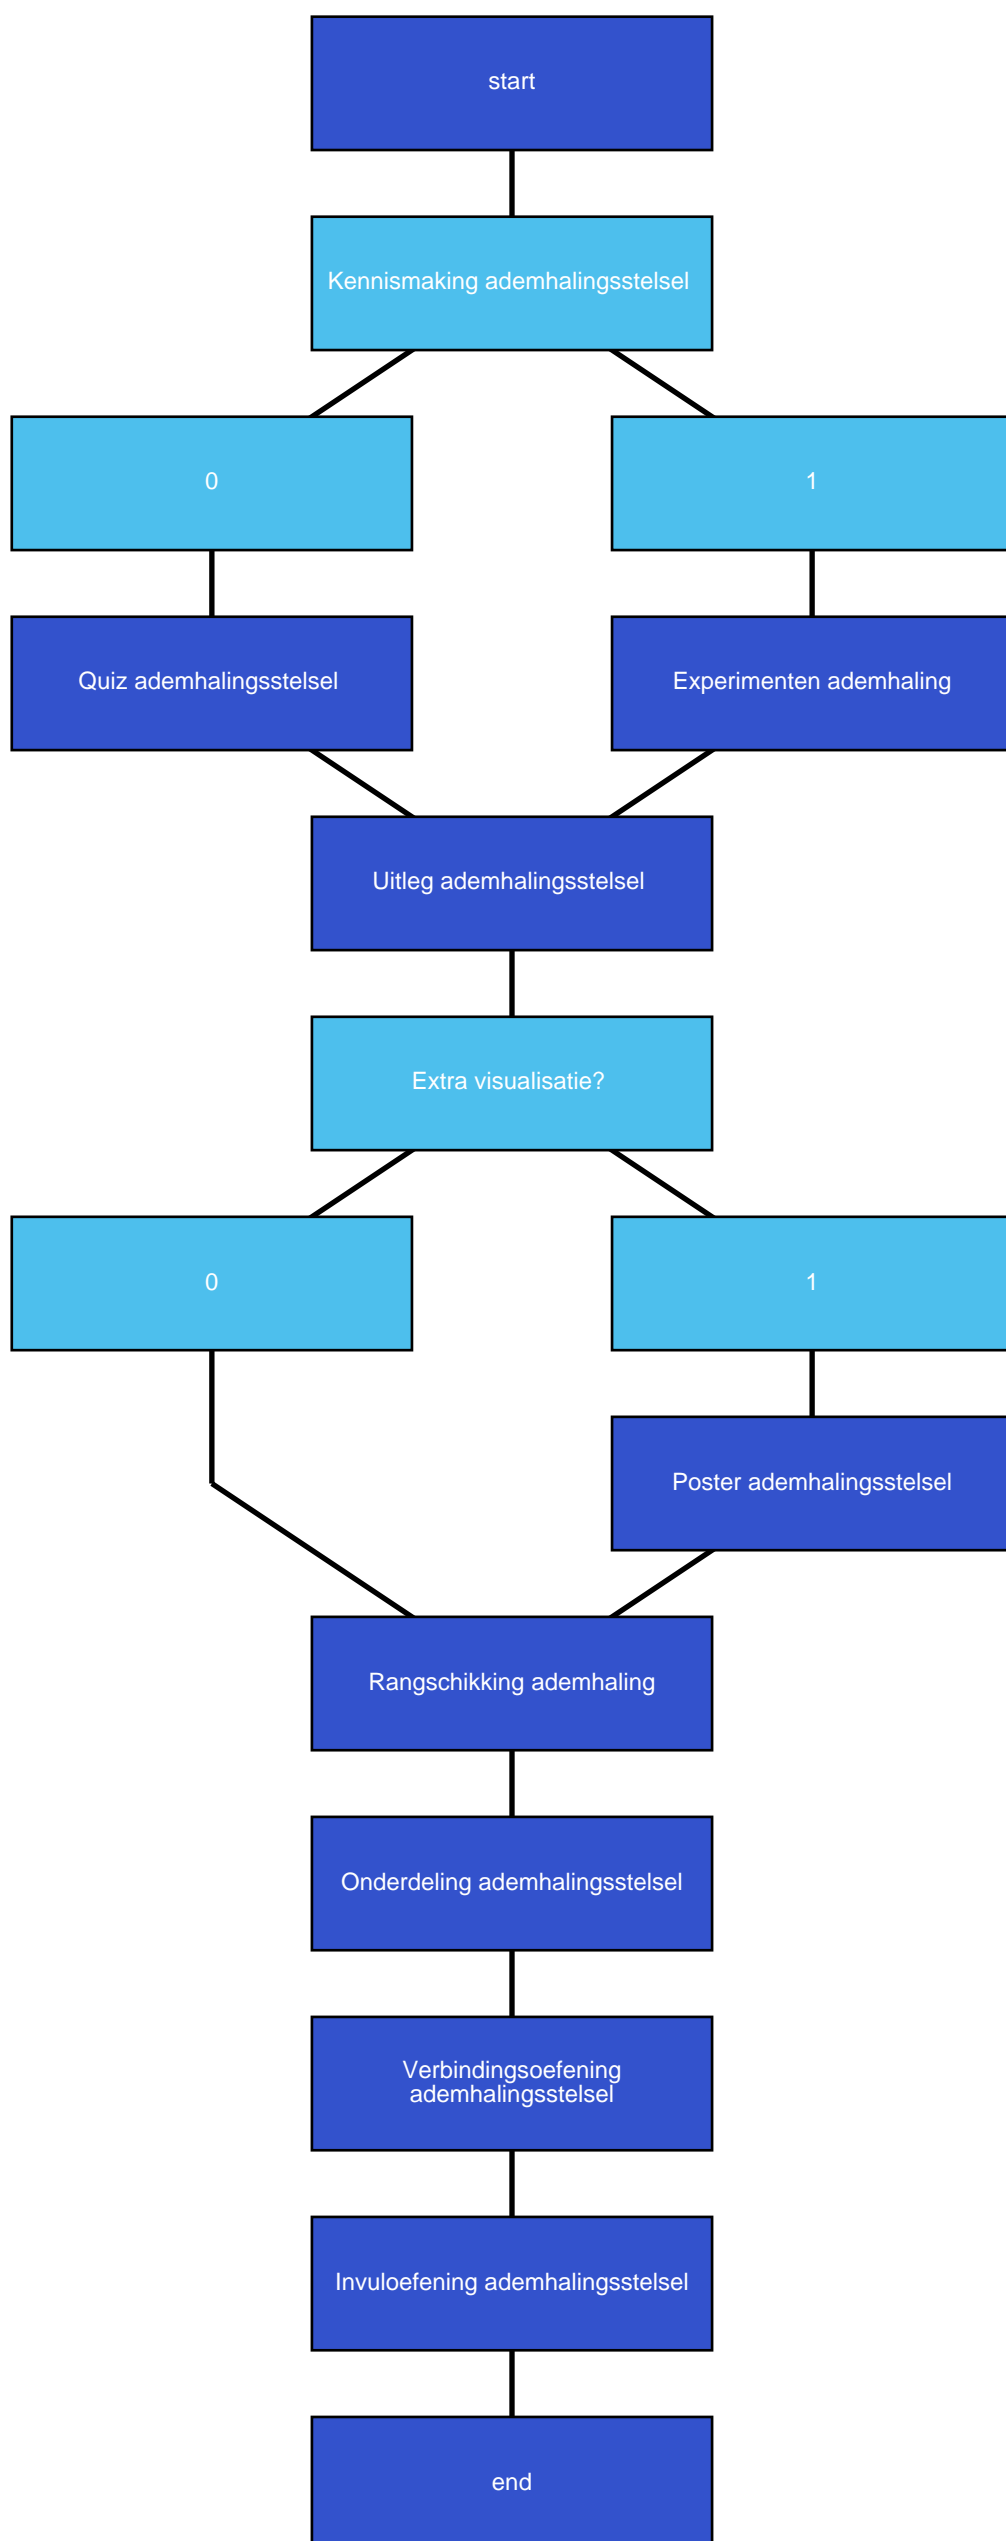 start
Kennismaking ademhalingsstelsel
0
1
Quiz ademhalingsstelsel
Experimenten ademhaling
Uitleg ademhalingsstelsel
Extra visualisatie?
0
1
Poster ademhalingsstelsel
Rangschikking ademhaling
Onderdeling ademhalingsstelsel
Verbindingsoefening
ademhalingsstelsel
Invuloefening ademhalingsstelsel
end